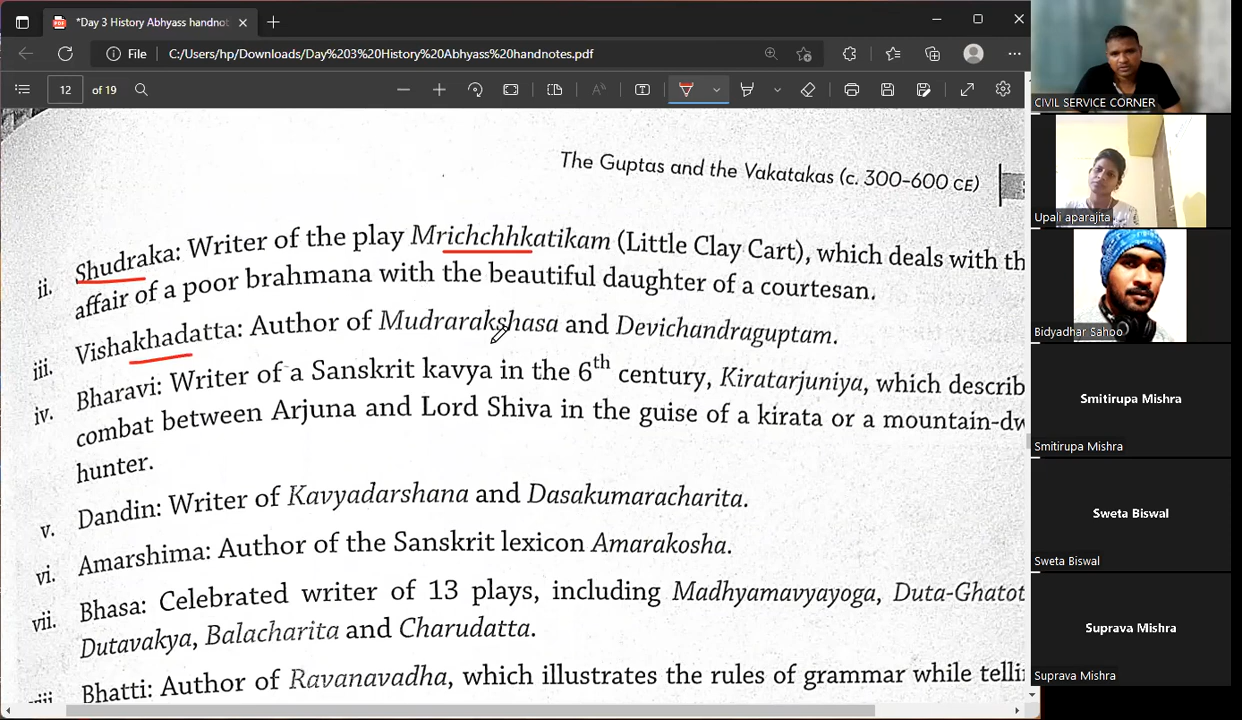 *Day 3 History Abhyass handnot
File C:/Users/hp/Downloads/Day%203%20History%20Abhyass%20handnotes.pdf
12 of 19
The Guptas and the Vakatakas (c. 300–600 CE)
ii. Shudraka: Writer of the play Mrichchhkatikam (Little Clay Cart), which deals with th
affair of a poor brahmana with the beautiful daughter of a courtesan.
iii. Vishakhadatta: Author of Mudrarakshasa and Devichandraguptam.
iv. Bharavi: Writer of a Sanskrit kavya in the 6th century, Kiratarjuniya, which describ
combat between Arjuna and Lord Shiva in the guise of a kirata or a mountain-dw
hunter.
v. Dandin: Writer of Kavyadarshana and Dasakumaracharita.
vi. Amarshima: Author of the Sanskrit lexicon Amarakosha.
vii. Bhasa: Celebrated writer of 13 plays, including Madhyamavyayoga, Duta-Ghatot
Dutavakya, Balacharita and Charudatta.
Bhatti: Author of Ravanavadha, which illustrates the rules of grammar while telli
CIVIL SERVICE CORNER
Upali aparajita
Bidyadhar Sahoo
Smitirupa Mishra
Smitirupa Mishra
Sweta Biswal
Sweta Biswal
Suprava Mishra
Suprava Mishra